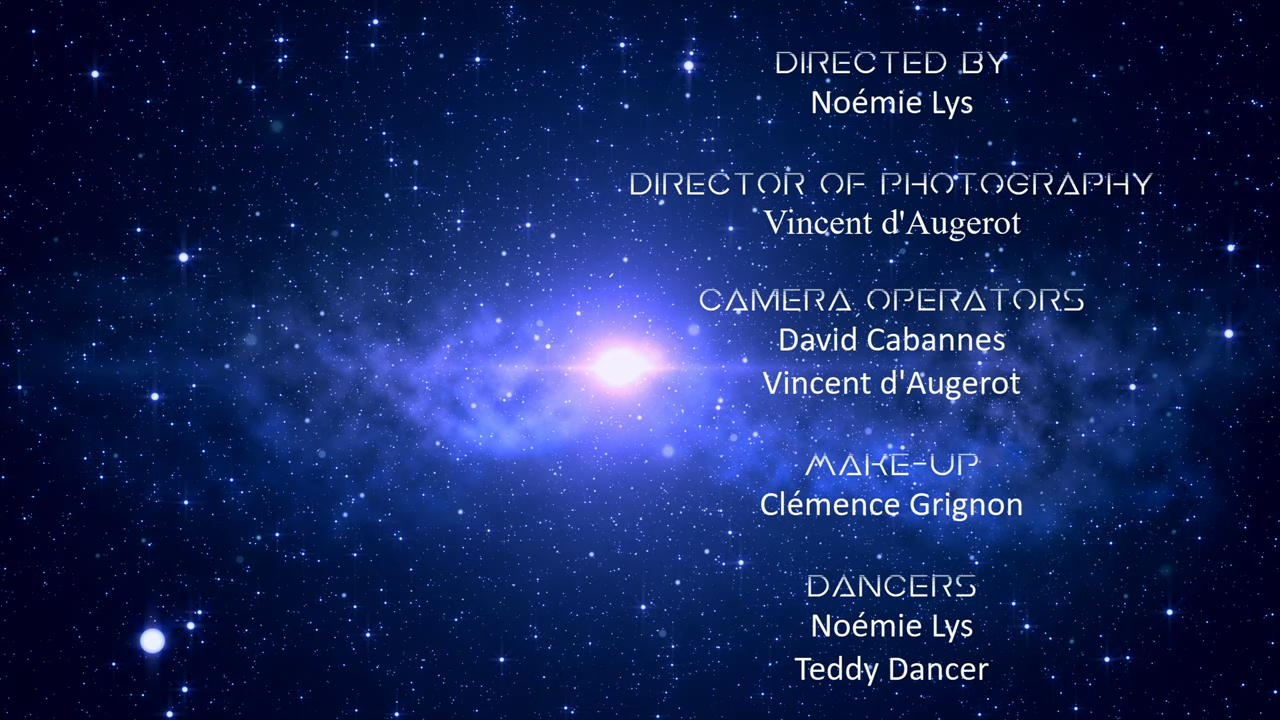 DIRECTED BY
Noémie Lys
DIRECTOR OF PHOTOGRAPHY
Vincent d'Augerot
CAMERA OPERATORS
David Cabannes
Vincent d'Augerot
MAKE-UP
Clémence Grignon
DANCERS
Noémie Lys
Teddy Dancer